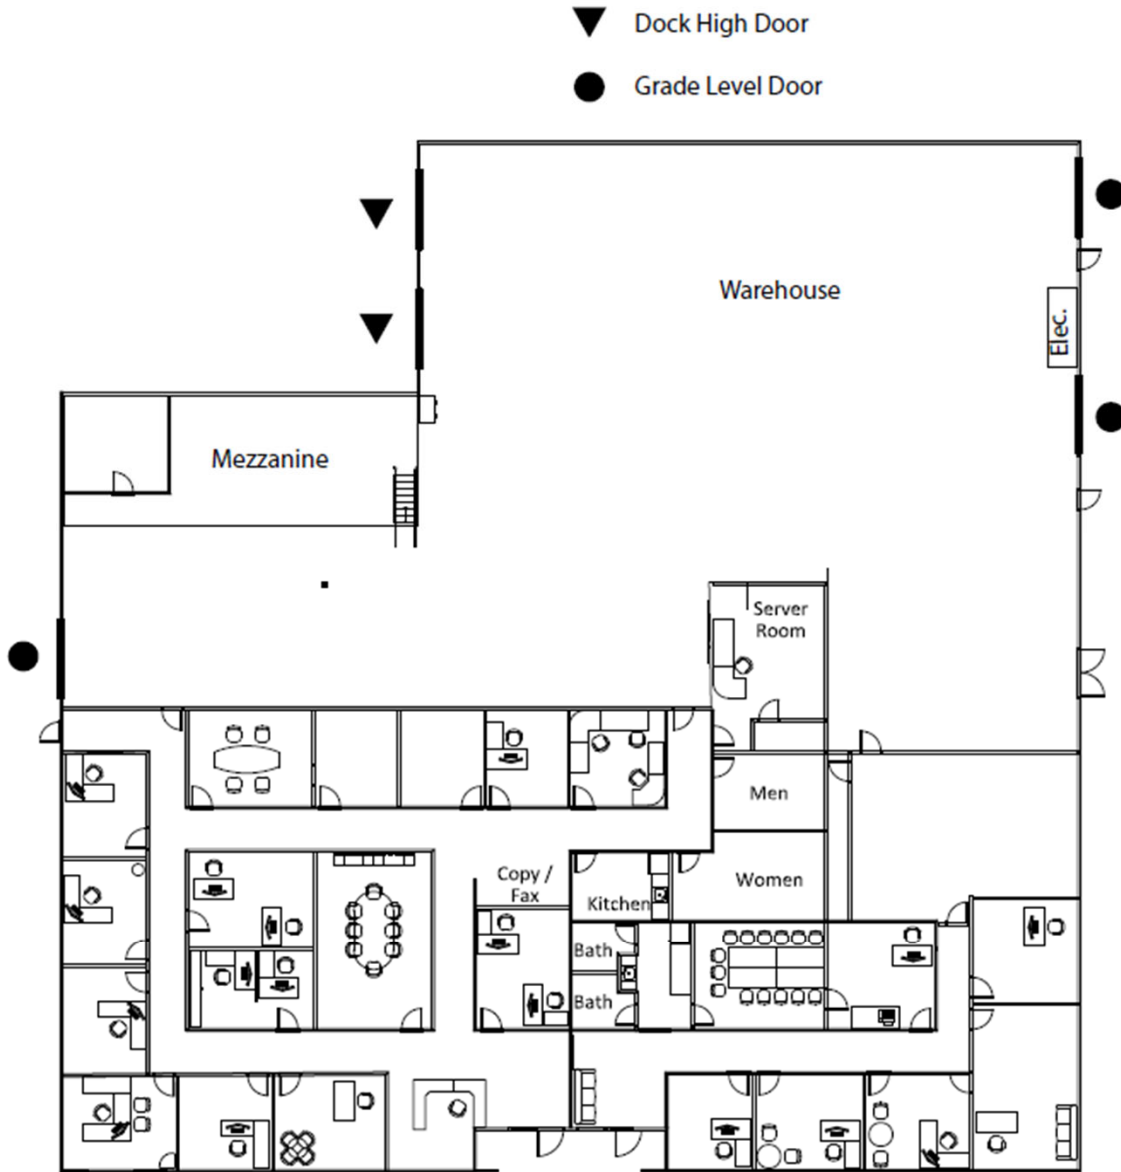 Dock High Door
Grade Level Door
Warehouse
Elec.
Mezzanine
Server
Room
Men
Copy /
Fax
Women
Kitchen
Bath
Bath